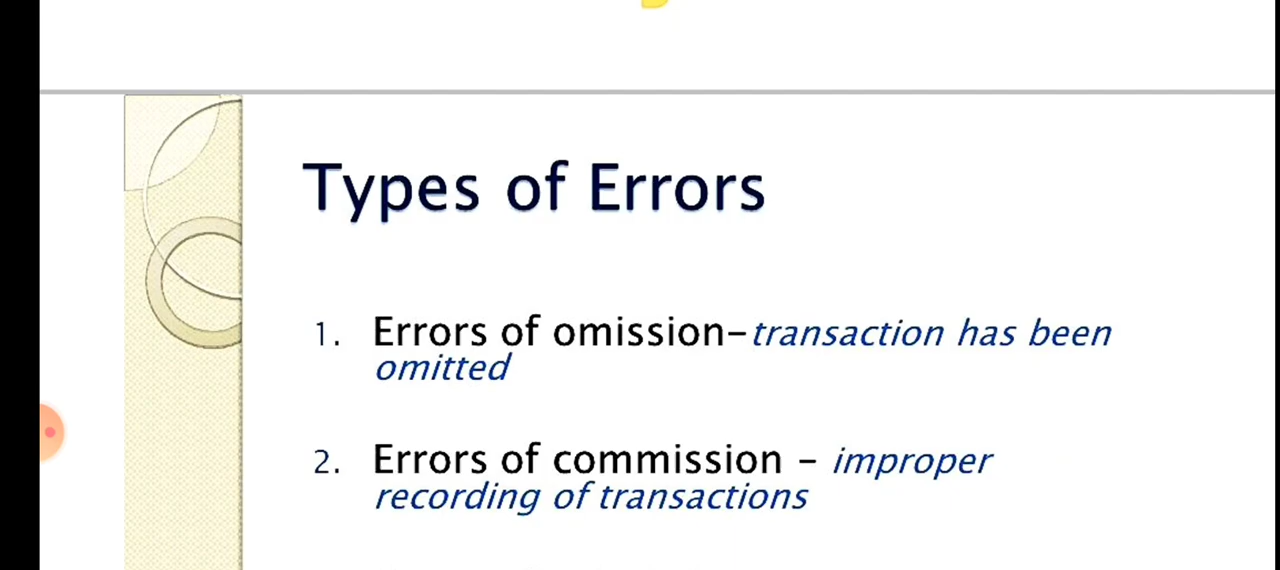 Types of Errors
1. Errors of omission-transaction has been
omitted
2. Errors of commission - improper
recording of transactions